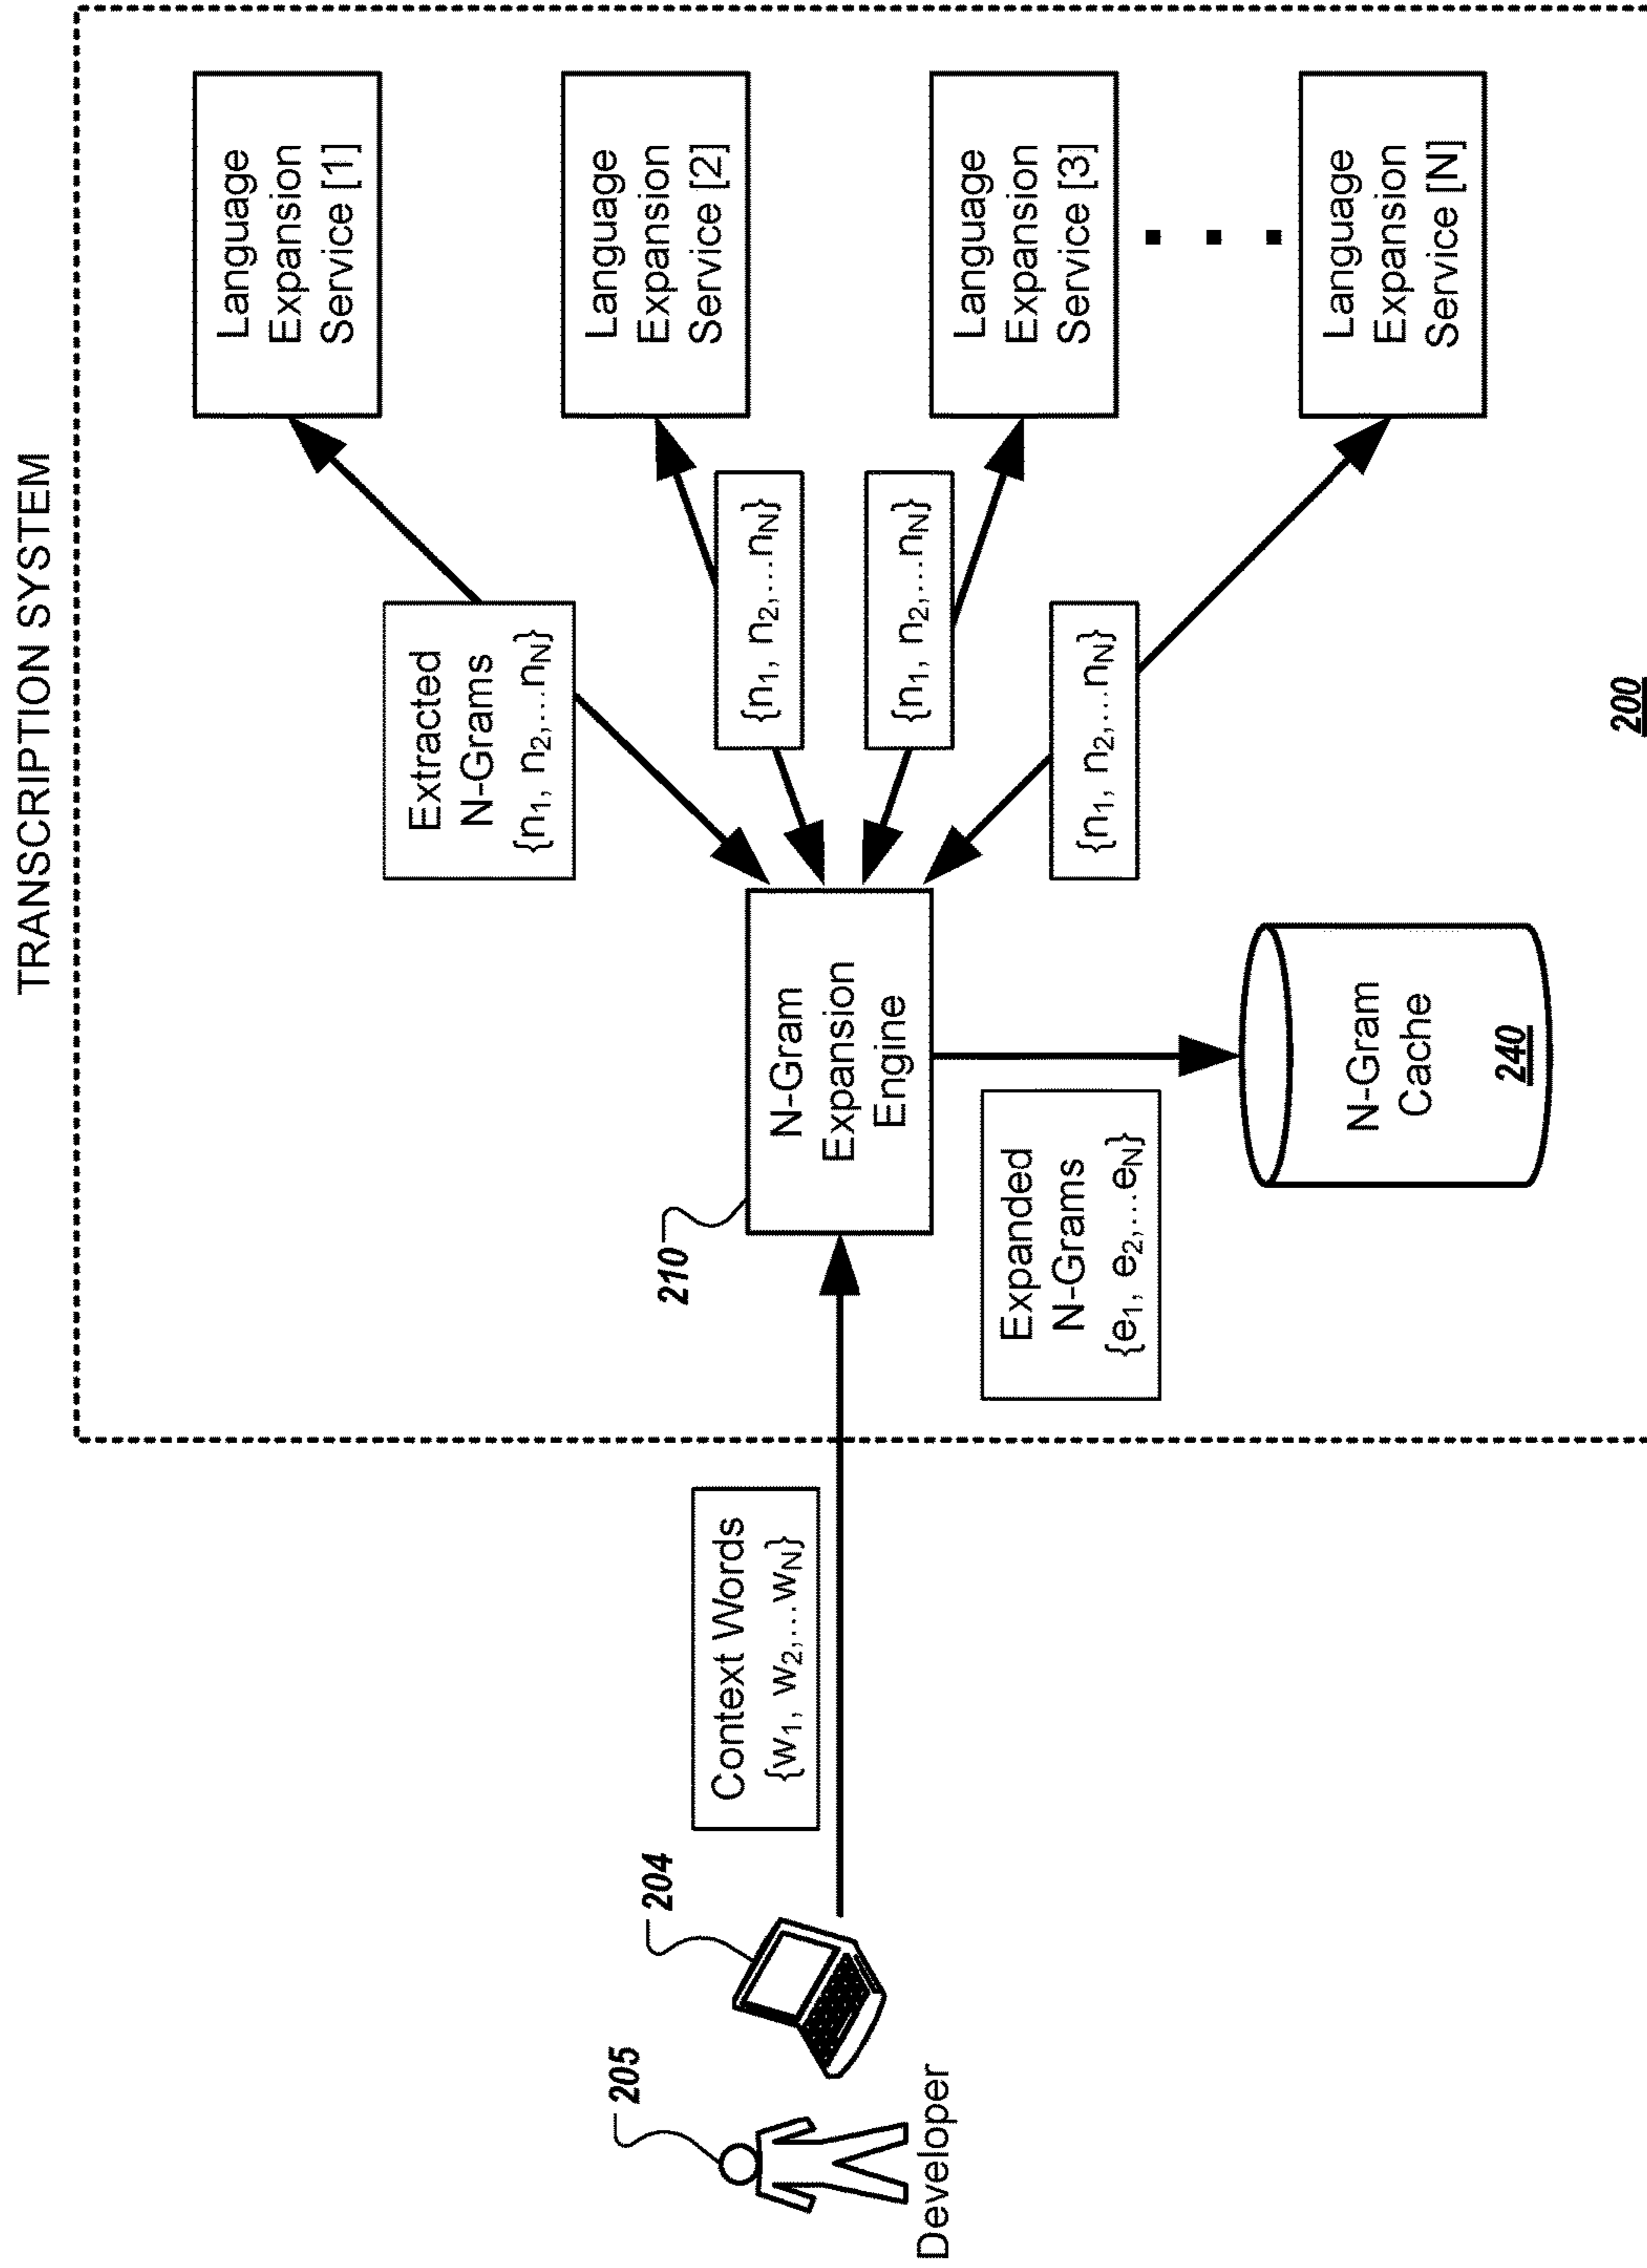 TRANSCRIPTION SYSTEM
Language
Expansion
Service [1]
Extracted
N-Grams
{n1, n2,...nN}
Language
Expansion
Service [2]
{n1, n2,...nN}
205
204
Context Words
{w1, w2,...wN}
210
N-Gram
Expansion
Engine
{n1, n2,...nN}
Language
Expansion
Service [3]
Developer
Expanded
N-Grams
{e1, e2,...eN}
{n1, n2,...nN}
N-Gram
Cache
240
Language
Expansion
Service [N]
200